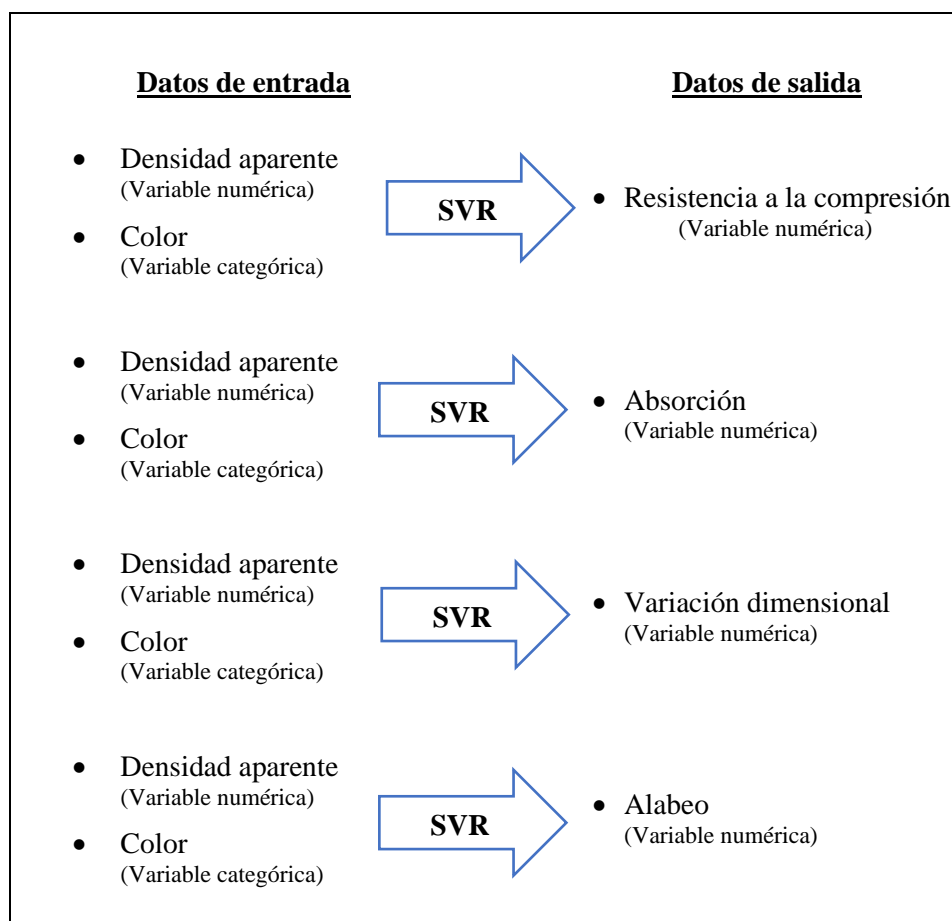 Datos de entrada
Datos de salida
• Densidad aparente
(Variable numérica)
• Color
(Variable categórica)
SVR
• Resistencia a la compresión
(Variable numérica)
• Densidad aparente
(Variable numérica)
• Color
(Variable categórica)
SVR
• Absorción
(Variable numérica)
• Densidad aparente
(Variable numérica)
• Color
(Variable categórica)
SVR
• Variación dimensional
(Variable numérica)
• Densidad aparente
(Variable numérica)
• Color
(Variable categórica)
SVR
• Alabeo
(Variable numérica)